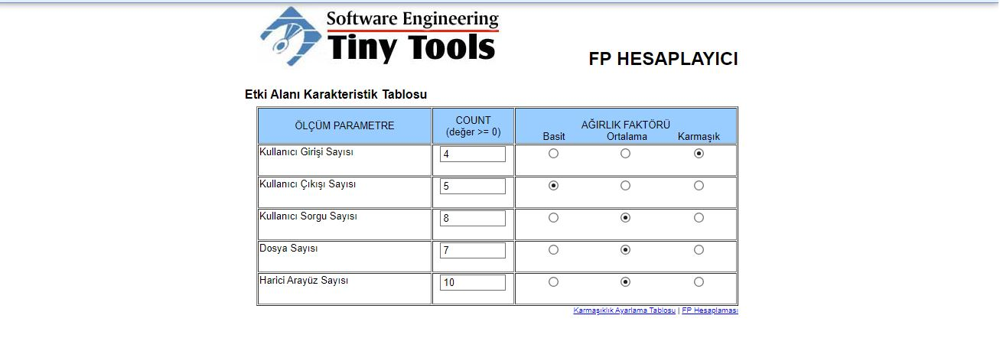 Software Engineering
Tiny Tools
FP HESAPLAYICI
Etki Alanı Karakteristik Tablosu
ÖLÇÜM PARAMETRE
COUNT
(değer >= 0)
AĞIRLIK FAKTÖRÜ
Basit Ortalama Karmaşık
Kullanıcı Girişi Sayısı 4
Kullanıcı Çıkışı Sayısı 5
Kullanıcı Sorgu Sayısı 8
Dosya Sayısı 7
Harici Arayüz Sayısı 10
Karmaşıklık Ayarlama Tablosu | FP Hesaplaması